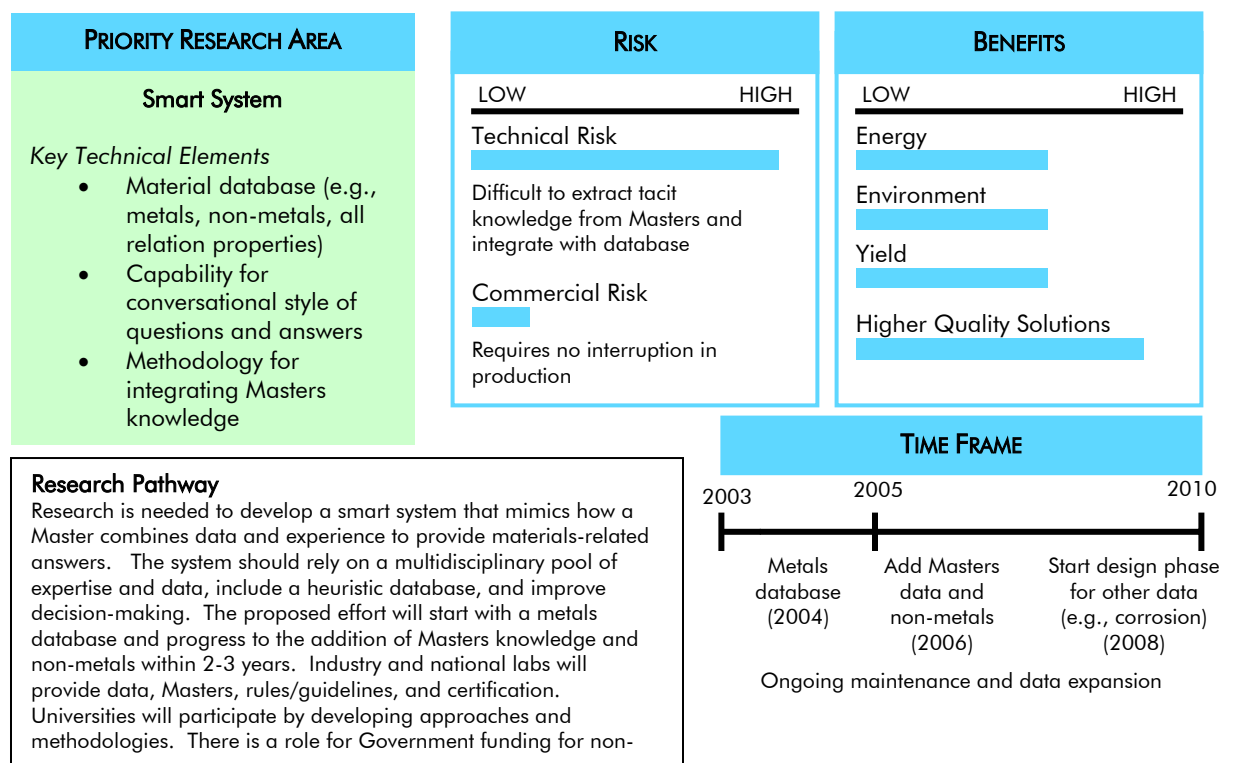 PRIORITY RESEARCH AREA
Smart System
Key Technical Elements
• Material database (e.g.,
metals, non-metals, all
relation properties)
• Capability for
conversational style of
questions and answers
• Methodology for
integrating Masters
knowledge
RISK
LOW HIGH
Technical Risk
Difficult to extract tacit
knowledge from Masters and
integrate with database
Commercial Risk
Requires no interruption in
production
BENEFITS
LOW HIGH
Energy
Environment
Yield
Higher Quality Solutions
Research Pathway
Research is needed to develop a smart system that mimics how a
Master combines data and experience to provide materials-related
answers. The system should rely on a multidisciplinary pool of
expertise and data, include a heuristic database, and improve
decision-making. The proposed effort will start with a metals
database and progress to the addition of Masters knowledge and
non-metals within 2-3 years. Industry and national labs will
provide data, Masters, rules/guidelines, and certification.
Universities will participate by developing approaches and
methodologies. There is a role for Government funding for non-
TIME FRAME
2003 2005 2010
Metals
database
(2004)
Add Masters
data and
non-metals
(2006)
Start design phase
for other data
(e.g., corrosion)
(2008)
Ongoing maintenance and data expansion